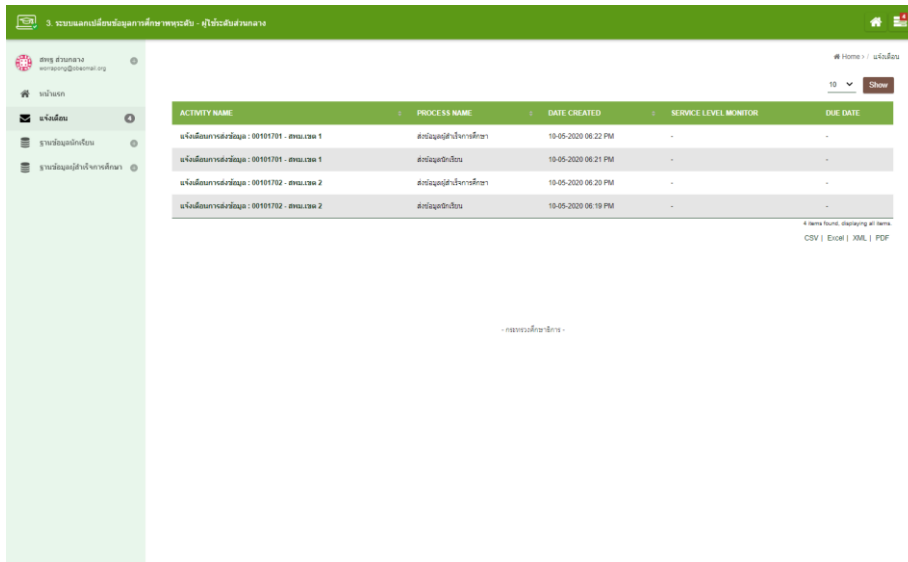 3. ระบบแลกเปลี่ยนข้อมูลการศึกษาพหุระดับ - ผู้ใช้ระดับส่วนกลาง
4
สพฐ ส่วนกลาง
worrapong@obecmail.org
Home > / แจ้งเตือน
หน้าแรก
10 Show
แจ้งเตือน
ฐานข้อมูลนักเรียน
ฐานข้อมูลผู้สำเร็จการศึกษา
ACTIVITY NAME PROCESS NAME DATE CREATED SERVICE LEVEL MONITOR DUE DATE
แจ้งเตือนการส่งข้อมูล : 00101701 - สพม.เขต 1 ส่งข้อมูลผู้สำเร็จการศึกษา 10-05-2020 06:22 PM - -
แจ้งเตือนการส่งข้อมูล : 00101701 - สพม.เขต 1 ส่งข้อมูลนักเรียน 10-05-2020 06:21 PM - -
แจ้งเตือนการส่งข้อมูล : 00101702 - สพม.เขต 2 ส่งข้อมูลผู้สำเร็จการศึกษา 10-05-2020 06:20 PM - -
แจ้งเตือนการส่งข้อมูล : 00101702 - สพม.เขต 2 ส่งข้อมูลนักเรียน 10-05-2020 06:19 PM - -
4 items found, displaying all items.
CSV | Excel | XML | PDF
- กระทรวงศึกษาธิการ -